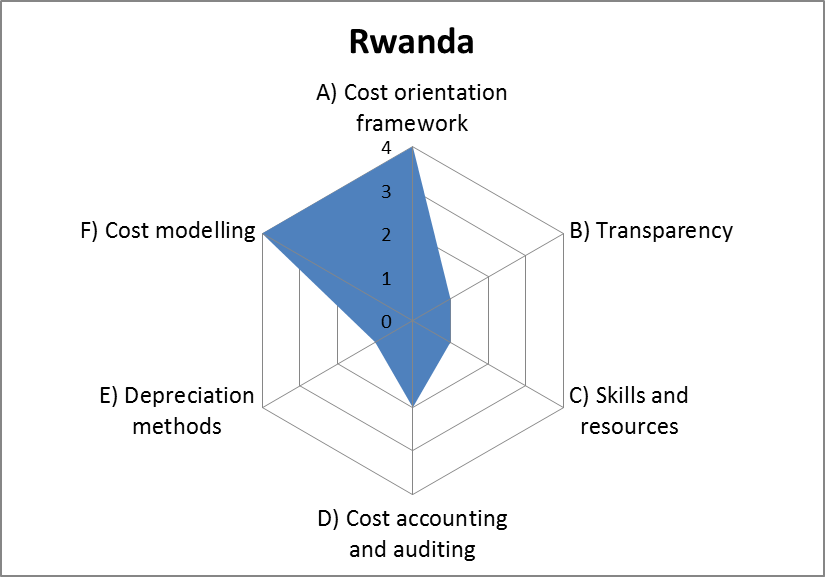 Rwanda
A) Cost orientation
framework
4
3
F) Cost modelling
2
B) Transparency
1
0
E) Depreciation
methods
C) Skills and
resources
D) Cost accounting
and auditing